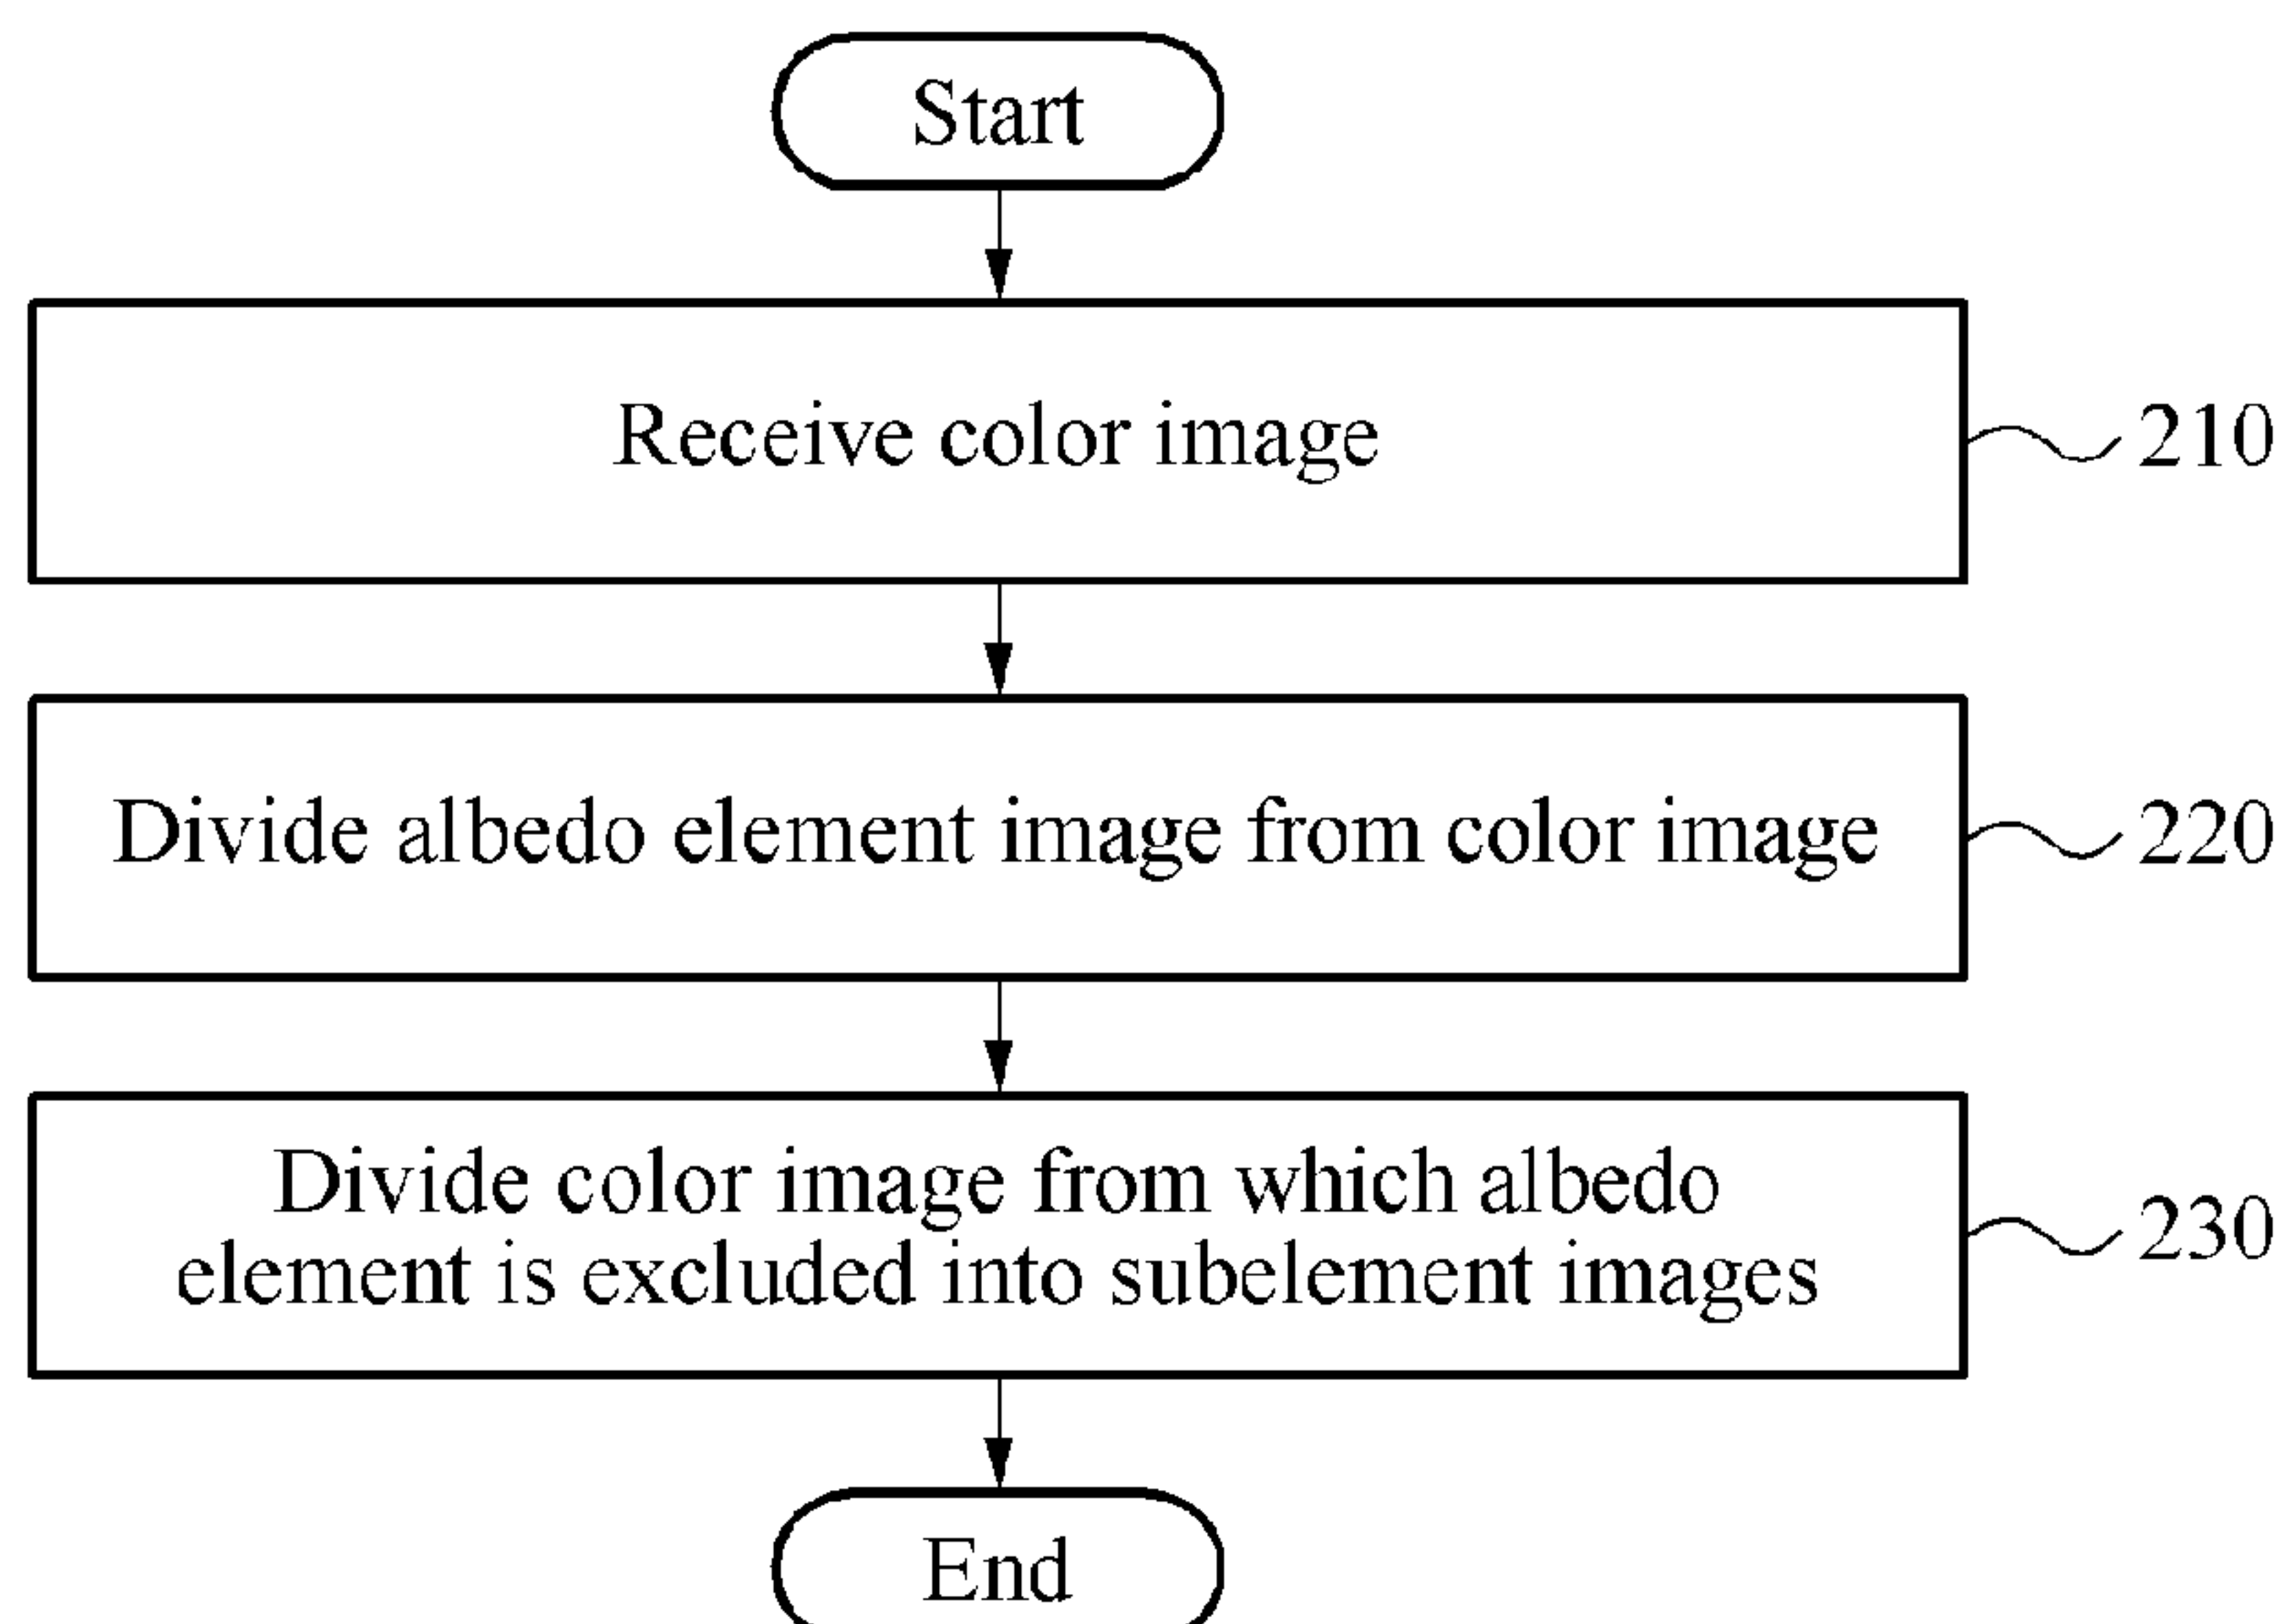 Start
Receive color image
210
Divide albedo element image from color image
220
Divide color image from which albedo
element is excluded into subelement images
230
End